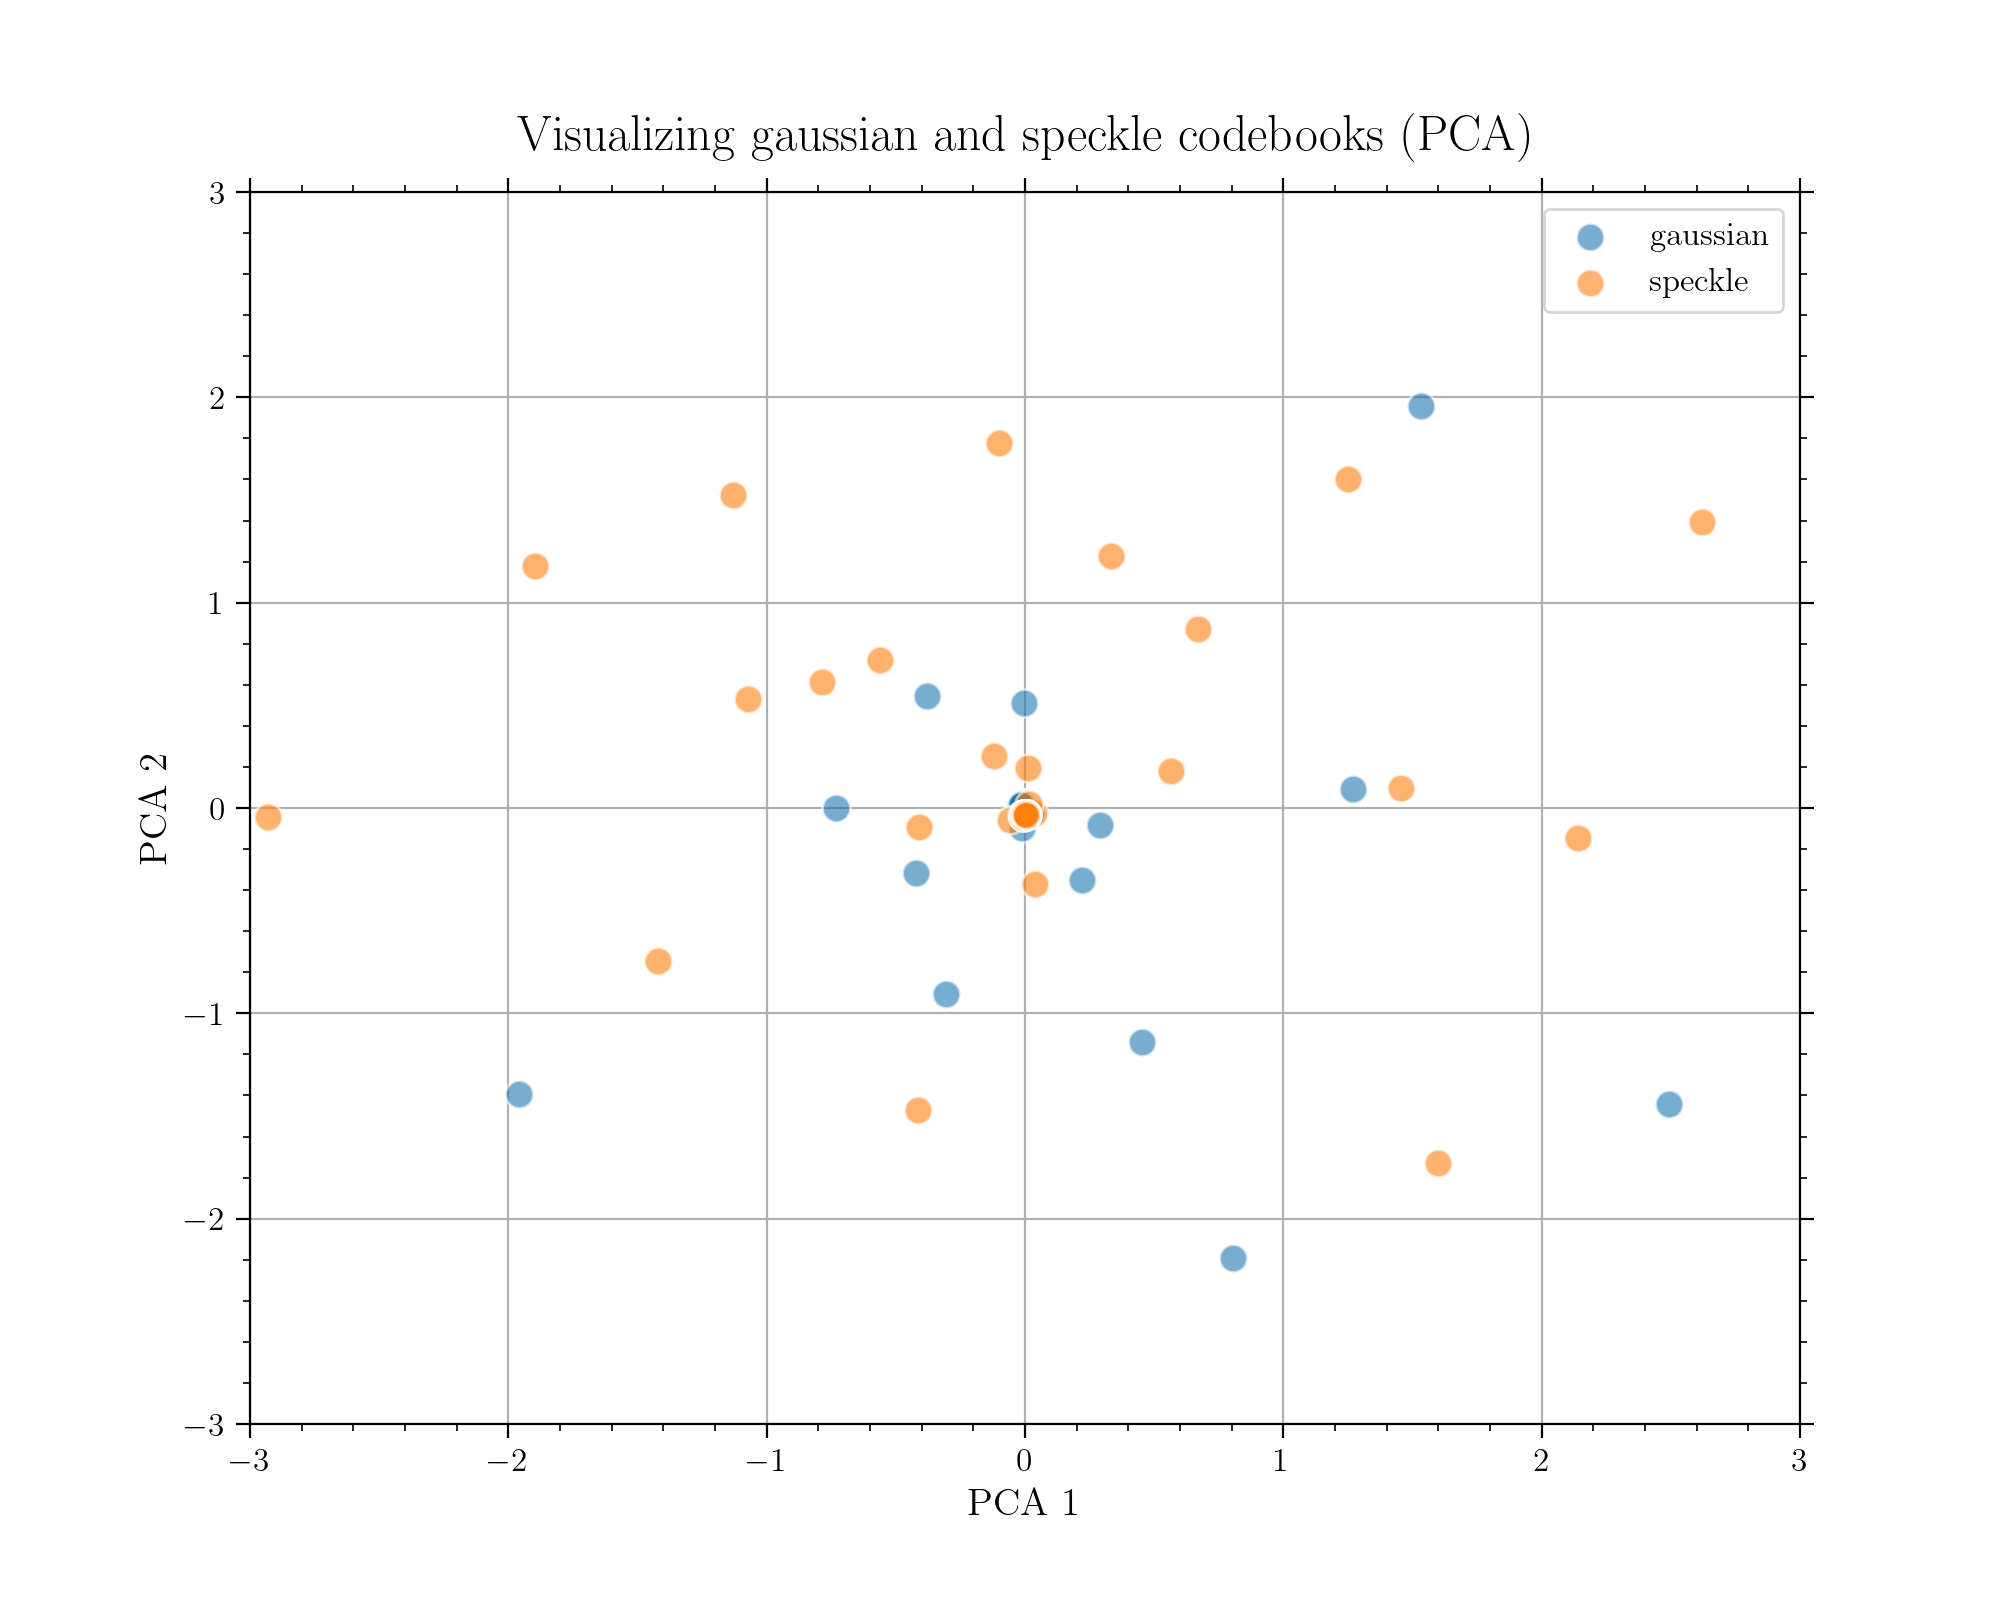 Visualizing gaussian and speckle codebooks (PCA)
gaussian
speckle
3
2
1
0
−1
−2
−3
PCA 2
−3 −2 −1 0 1 2 3
PCA 1